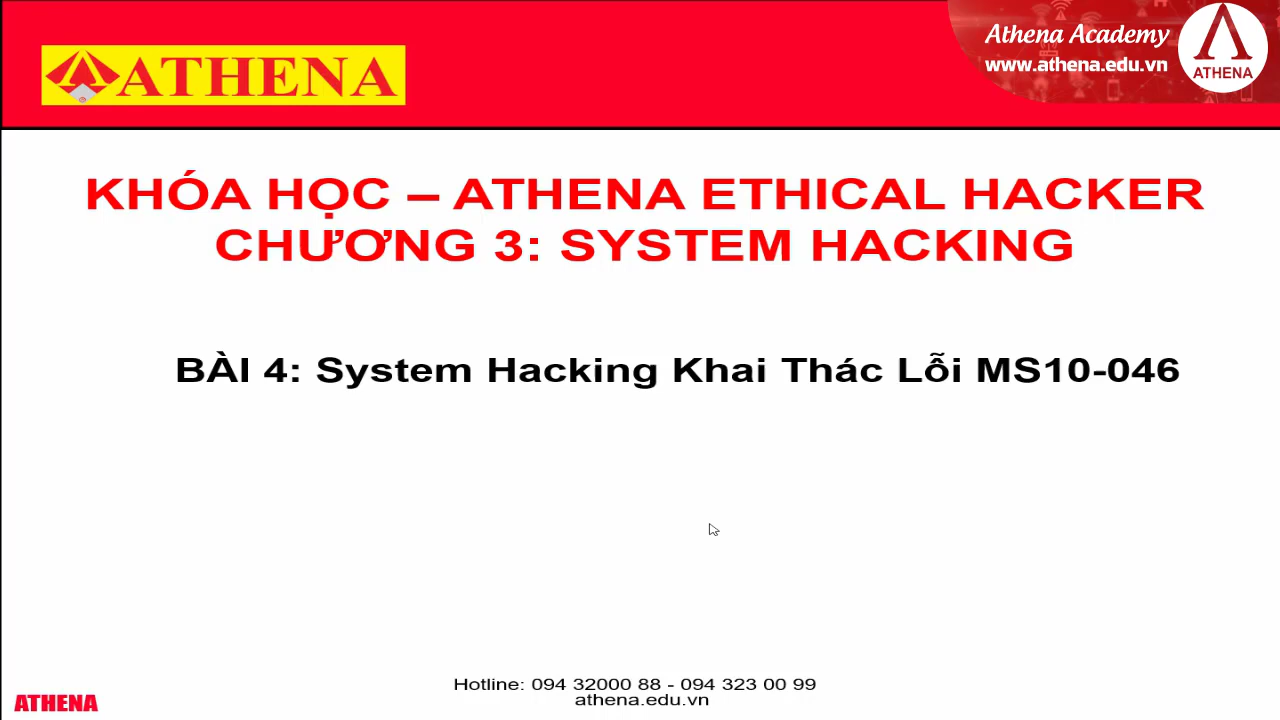 ATHENA
Athena Academy
www.athena.edu.vn
ATHENA
KHÓA HỌC – ATHENA ETHICAL HACKER
CHƯƠNG 3: SYSTEM HACKING
BÀI 4: System Hacking Khai Thác Lỗi MS10-046
Hotline: 094 32000 88 - 094 323 00 99
athena.edu.vn
ATHENA